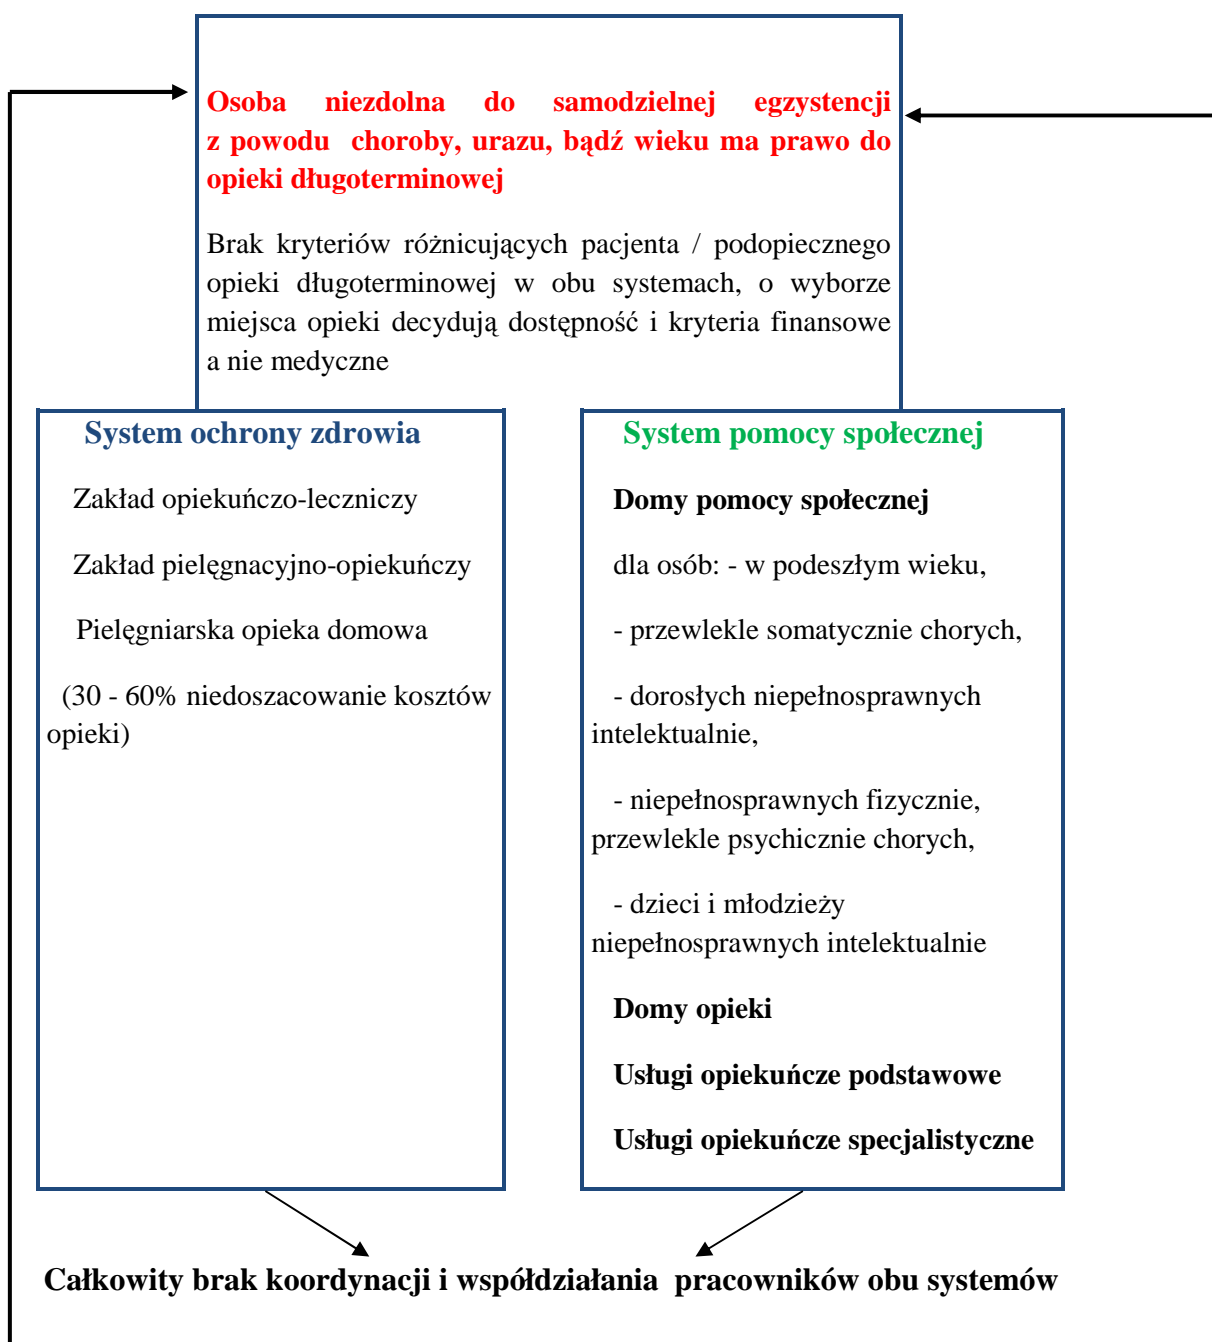 Osoba niezdolna do samodzielnej egzystencji
z powodu choroby, urazu, bądź wieku ma prawo do
opieki długoterminowej
Brak kryteriów różnicujących pacjenta / podopiecznego
opieki długoterminowej w obu systemach, o wyborze
miejsca opieki decydują dostępność i kryteria finansowe
a nie medyczne
System ochrony zdrowia
Zakład opiekuńczo-leczniczy
Zakład pielęgnacyjno-opiekuńczy
Pielęgniarska opieka domowa
(30 - 60% niedoszacowanie kosztów
opieki)
System pomocy społecznej
Domy pomocy społecznej
dla osób: - w podeszłym wieku,
- przewlekle somatycznie chorych,
- dorosłych niepełnosprawnych
intelektualnie,
- niepełnosprawnych fizycznie,
przewlekle psychicznie chorych,
- dzieci i młodzieży
niepełnosprawnych intelektualnie
Domy opieki
Usługi opiekuńcze podstawowe
Usługi opiekuńcze specjalistyczne
Całkowity brak koordynacji i współdziałania pracowników obu systemów